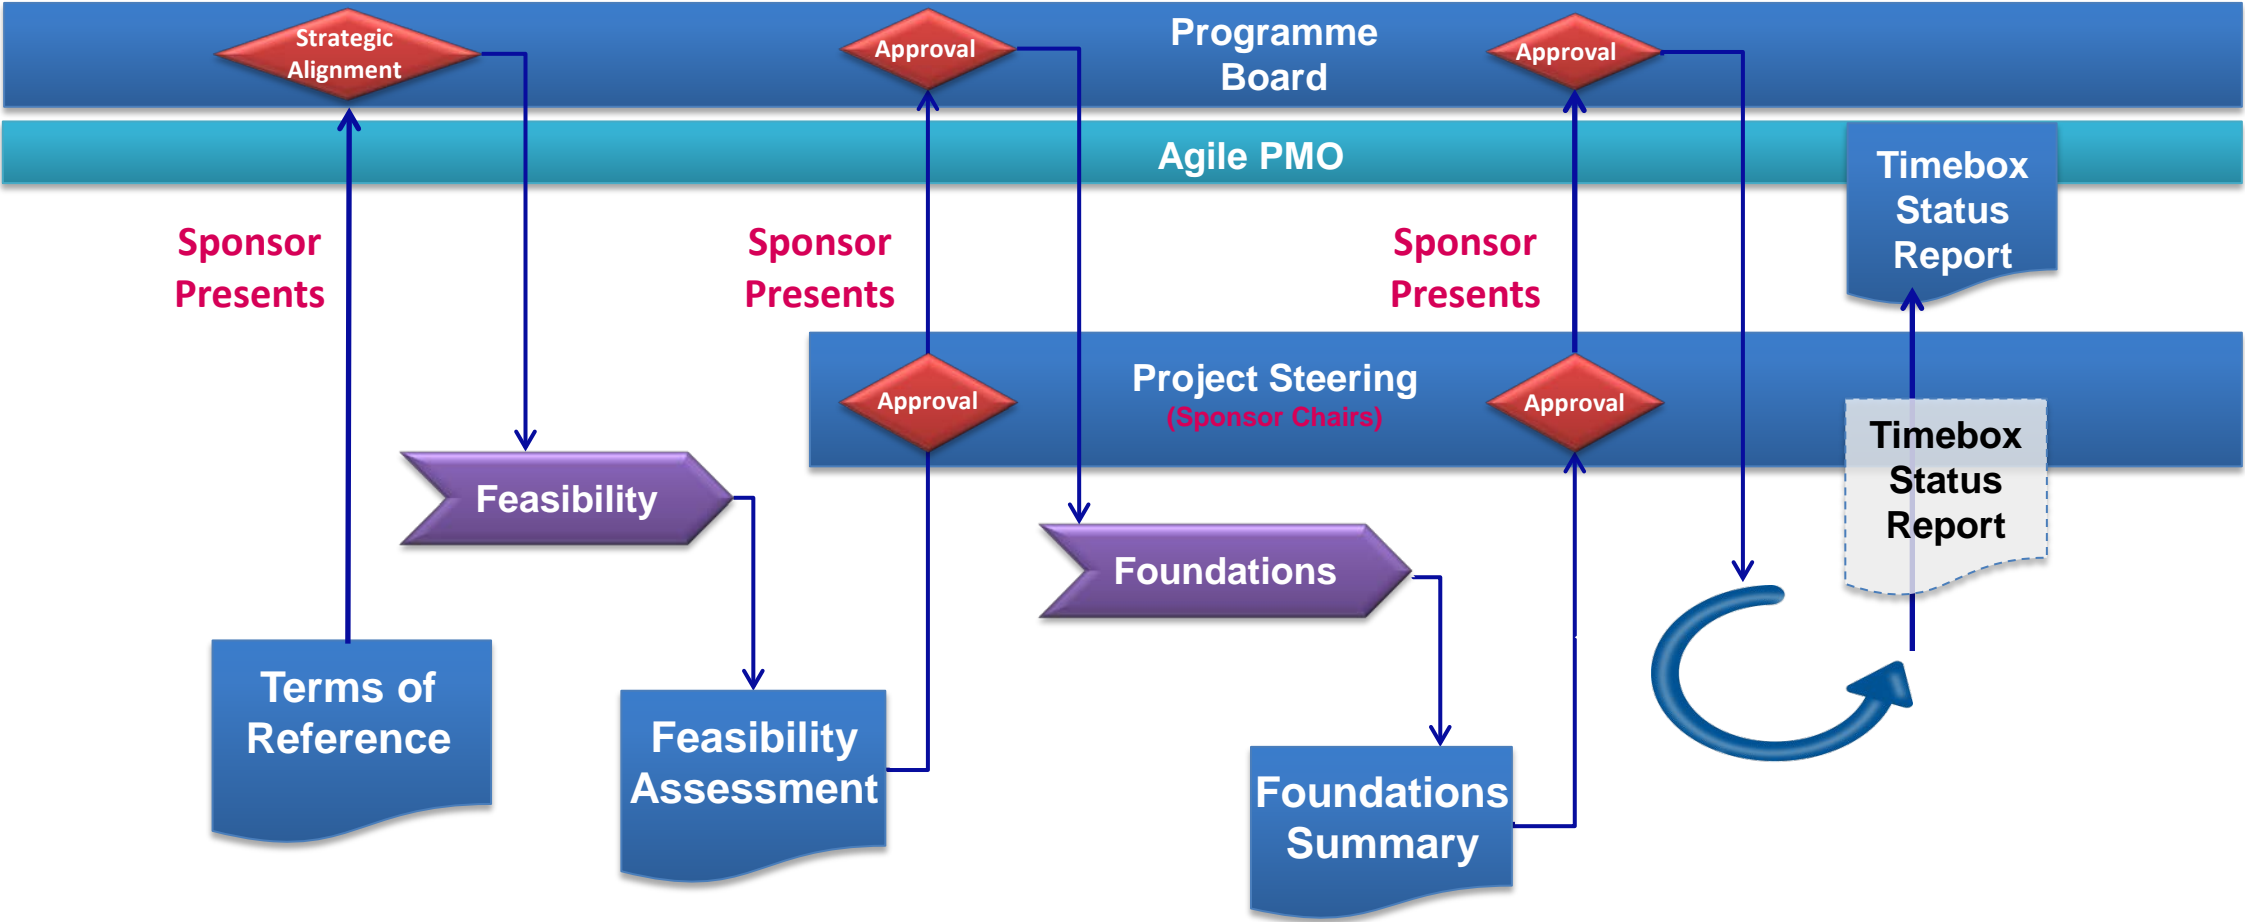 Strategic
Alignment
Approval
Programme
Board
Approval
Agile PMO
Timebox
Status
Report
Sponsor
Presents
Sponsor
Presents
Sponsor
Presents
Approval
Project Steering
(Sponsor Chairs)
Approval
Timebox
Status
Report
Feasibility
Foundations
Terms of
Reference
Feasibility
Assessment
Foundations
Summary